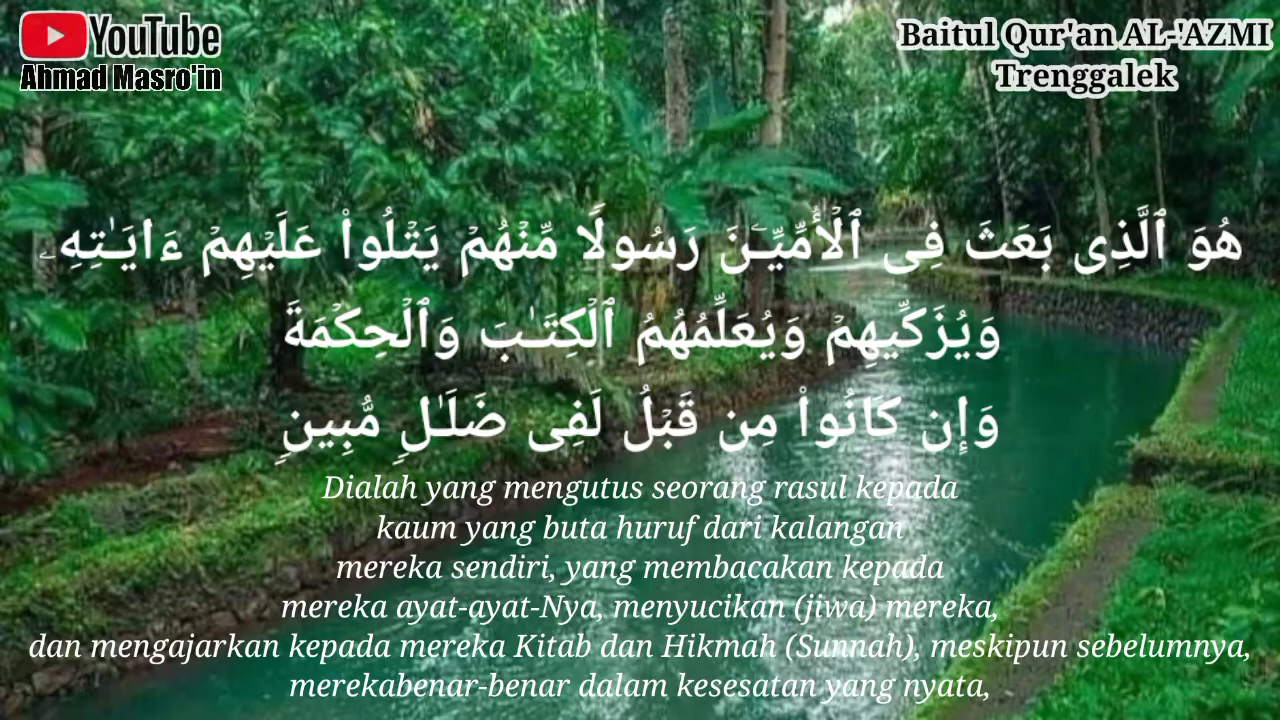 YouTube
Ahmad Masro'in
Baitul Qur'an AL-'AZMI
Trenggalek
هُوَ ٱلَّذِى بَعَثَ فِى ٱلْأُمِّيِّـۧنَ رَسُولًا مِّنْهُمْ يَتْلُوا۟ عَلَيْهِمْ ءَايَـٰتِهِۦ
وَيُزَكِّيهِمْ وَيُعَلِّمُهُمُ ٱلْكِتَـٰبَ وَٱلْحِكْمَةَ
وَإِن كَانُوا۟ مِن قَبْلُ لَفِى ضَلَـٰلٍ مُّبِينٍ
Dialah yang mengutus seorang rasul kepada
kaum yang buta huruf dari kalangan
mereka sendiri, yang membacakan kepada
mereka ayat-ayat-Nya, menyucikan (jiwa) mereka,
dan mengajarkan kepada mereka Kitab dan Hikmah (Sunnah), meskipun sebelumnya,
merekabenar-benar dalam kesesatan yang nyata,